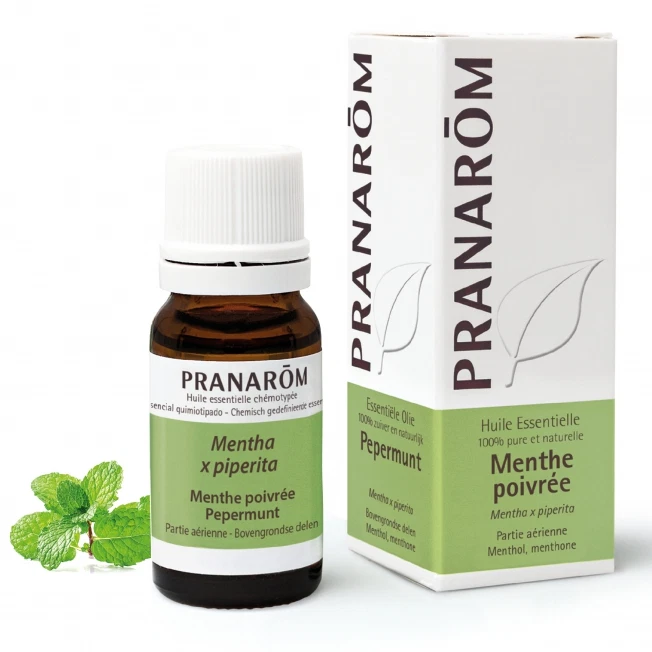 PRANARŌM
Huile essentielle chémotypée
sencial quimiotipado - Chemisch gedefinieerde essen
Mentha
x piperita
Menthe poivrée
Pepermunt
Partie aérienne - Bovengrondse delen
PRANARŌM
Essentiële Olie
100% zuiver en natuurlijk
Pepermunt
Mentha x piperita
Bovengrondse delen
Menthol, menthone
PRANARŌM
Huile Essentielle
100% pure et naturelle
Menthe
poivrée
Mentha x piperita
Partie aérienne
Menthol, menthone